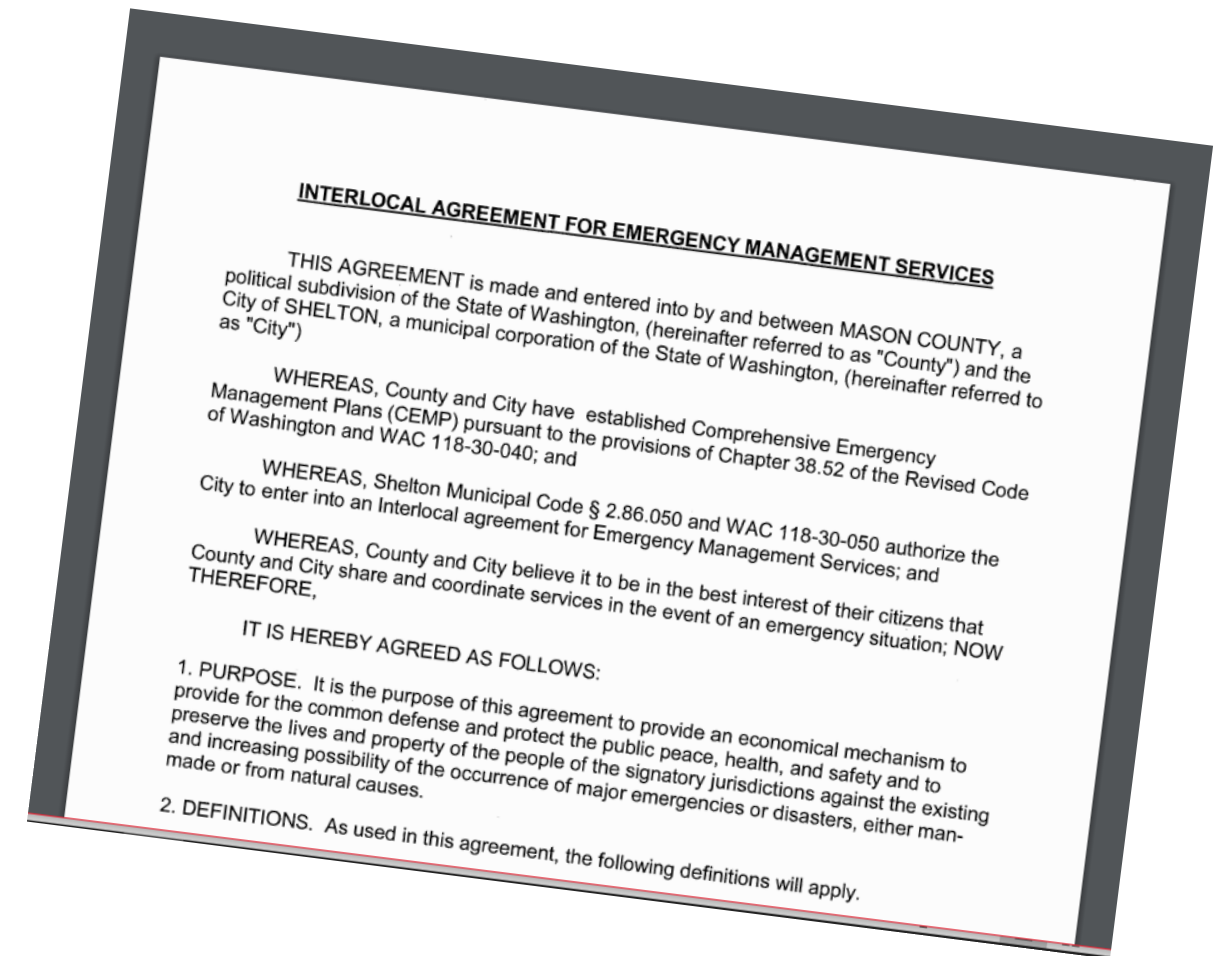 INTERLOCAL AGREEMENT FOR EMERGENCY MANAGEMENT SERVICES
THIS AGREEMENT is made and entered into by and between MASON COUNTY, a
political subdivision of the State of Washington, (hereinafter referred to as "County") and the
City of SHELTON, a municipal corporation of the State of Washington, (hereinafter referred to
as "City")
WHEREAS, County and City have established Comprehensive Emergency
Management Plans (CEMP) pursuant to the provisions of Chapter 38.52 of the Revised Code
of Washington and WAC 118-30-040; and
WHEREAS, Shelton Municipal Code § 2.86.050 and WAC 118-30-050 authorize the
City to enter into an Interlocal agreement for Emergency Management Services; and
WHEREAS, County and City believe it to be in the best interest of their citizens that
County and City share and coordinate services in the event of an emergency situation; NOW
THEREFORE,
IT IS HEREBY AGREED AS FOLLOWS:
1. PURPOSE. It is the purpose of this agreement to provide an economical mechanism to
provide for the common defense and protect the public peace, health, and safety and to
preserve the lives and property of the people of the signatory jurisdictions against the existing
and increasing possibility of the occurrence of major emergencies or disasters, either man-
made or from natural causes.
2. DEFINITIONS. As used in this agreement, the following definitions will apply.